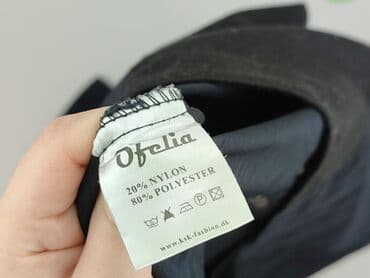 Ofelia
20% NYLON
80% POLYESTER
www.ksk-fashion.dk